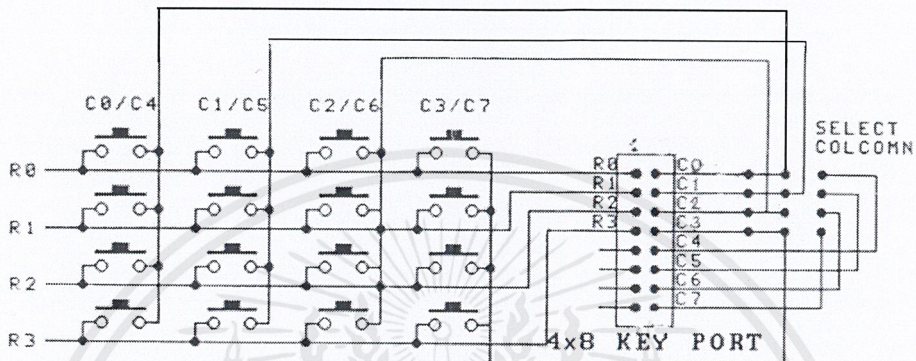 C0/C4 C1/C5 C2/C6 C3/C7
SELECT
COLCOMN
R0
R1
R2
R3
1
R0 C0
R1 C1
R2 C2
R3 C3
C4
C5
C6
C7
4x8 KEY PORT